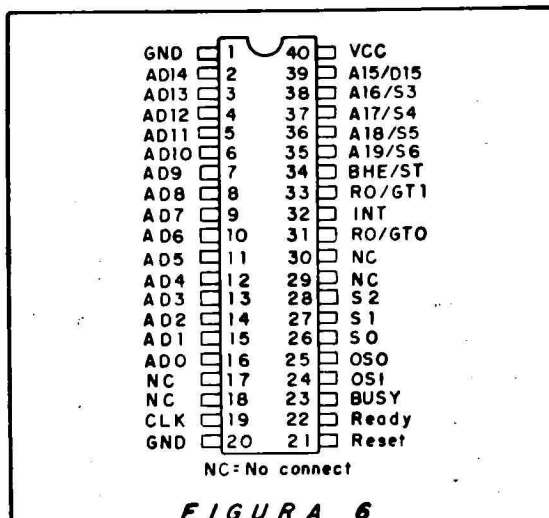 GND 1 40 VCC
AD14 2 39 A15/D15
AD13 3 38 A16/S3
AD12 4 37 A17/S4
AD11 5 36 A18/S5
AD10 6 35 A19/S6
AD9 7 34 BHE/ST
AD8 8 33 RO/GT1
AD7 9 32 INT
AD6 10 31 RO/GT0
AD5 11 30 NC
AD4 12 29 NC
AD3 13 28 S2
AD2 14 27 S1
AD1 15 26 S0
AD0 16 25 OSO
NC 17 24 OS1
NC 18 23 BUSY
CLK 19 22 Ready
GND 20 21 Reset
NC=No connect
FIGURA 6